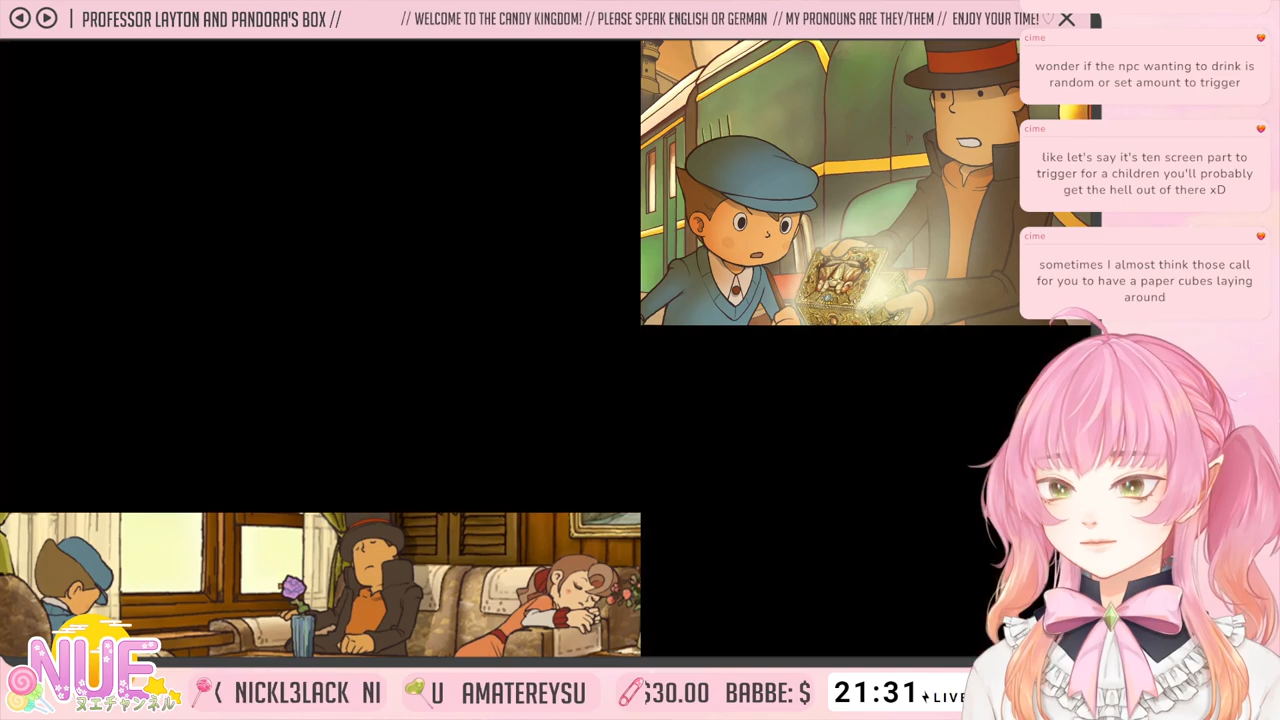 PROFESSOR LAYTON AND PANDORA'S BOX //
// WELCOME TO THE CANDY KINGDOM! // PLEASE SPEAK ENGLISH OR GERMAN // MY PRONOUNS ARE THEY/THEM // ENJOY YOUR TIME! ♡
cime
wonder if the npc wanting to drink is
random or set amount to trigger
cime
like let's say it's ten screen part to
trigger for a children you'll probably
get the hell out of there xD
cime
sometimes I almost think those call
for you to have a paper cubes laying
around
NUE
ヌエチャンネル
NICKL3LACK NI
U AMATEREYSU
$30.00 BABBE: $
21:31 LIVE